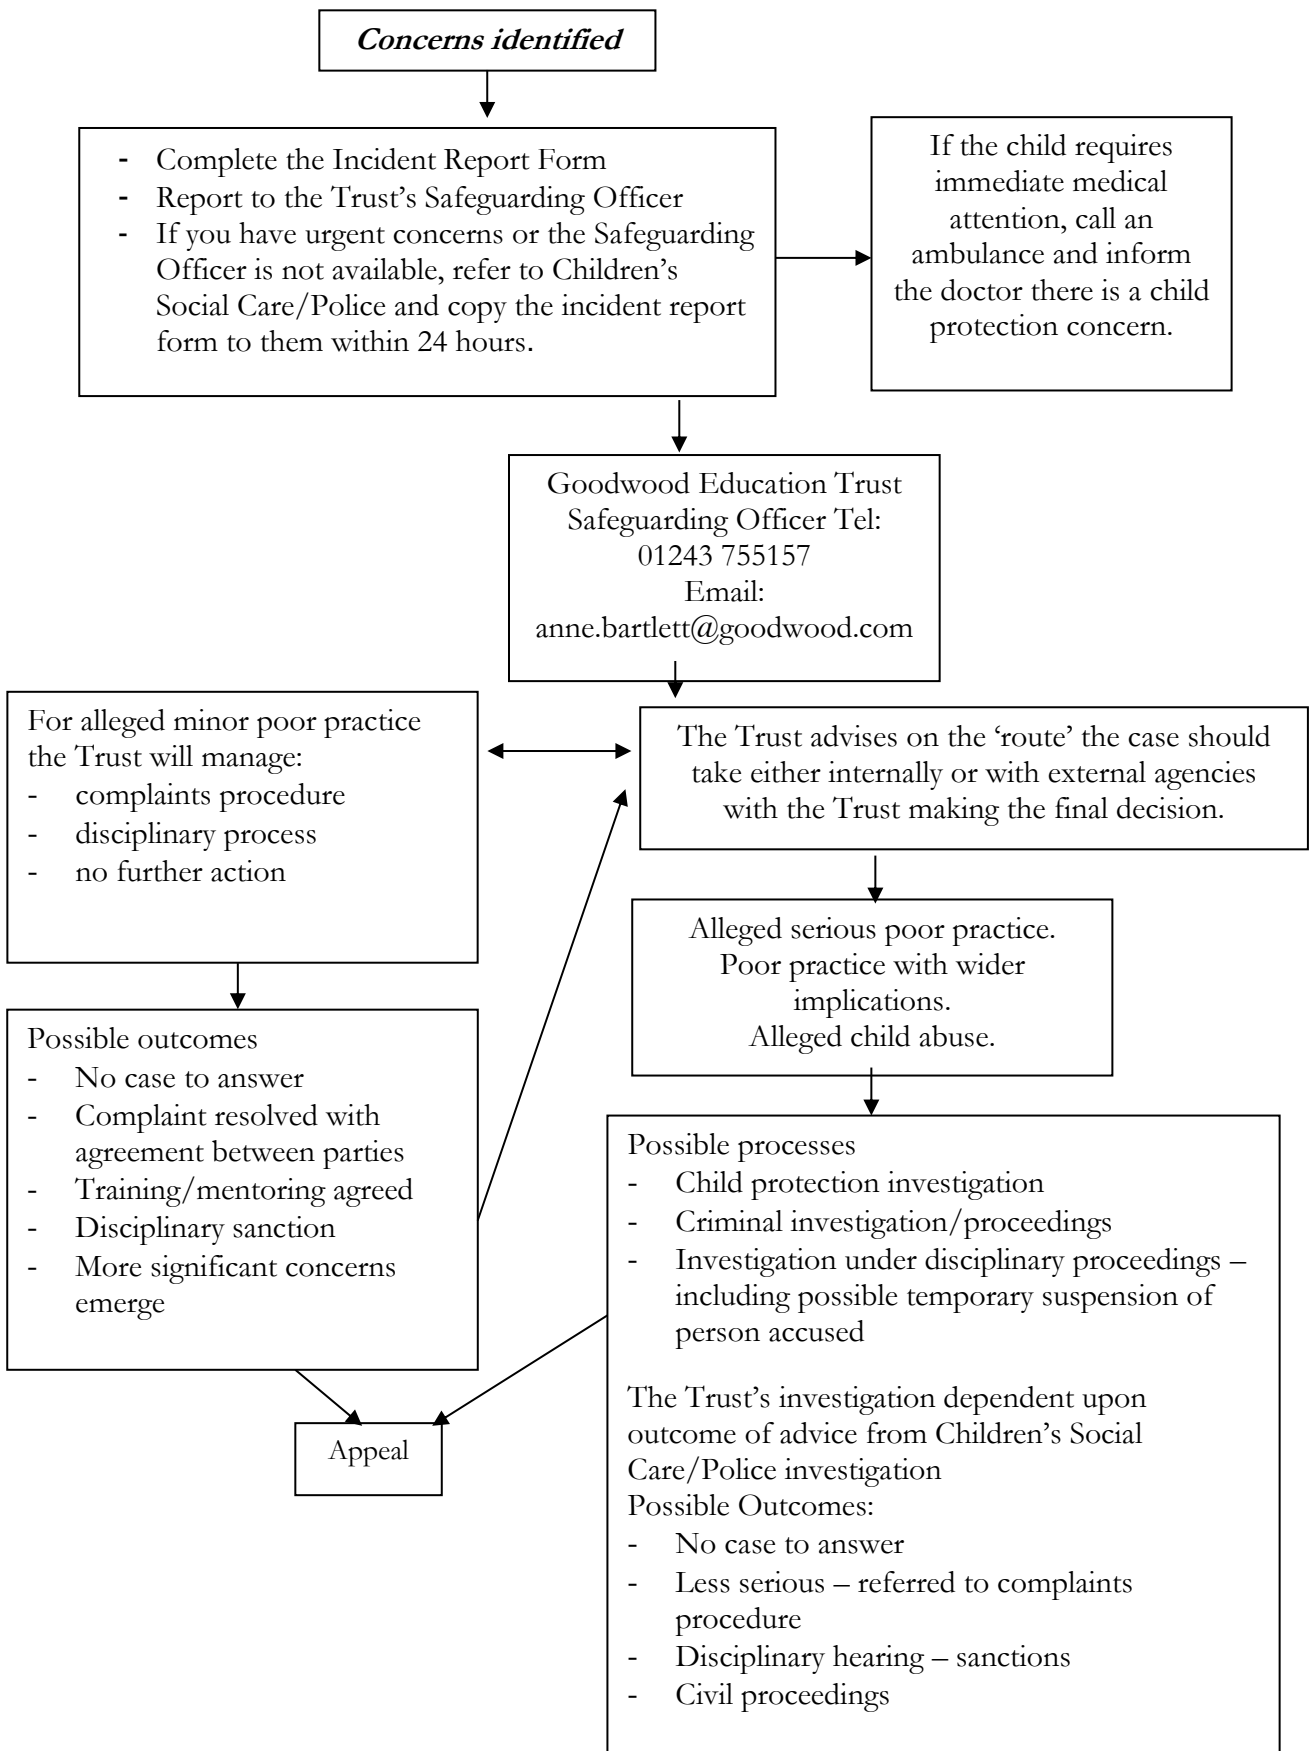 Concerns identified
- Complete the Incident Report Form
- Report to the Trust’s Safeguarding Officer
- If you have urgent concerns or the Safeguarding
Officer is not available, refer to Children’s
Social Care/Police and copy the incident report
form to them within 24 hours.
If the child requires
immediate medical
attention, call an
ambulance and inform
the doctor there is a child
protection concern.
Goodwood Education Trust
Safeguarding Officer Tel:
01243 755157
Email:
anne.bartlett@goodwood.com
For alleged minor poor practice
the Trust will manage:
- complaints procedure
- disciplinary process
- no further action
The Trust advises on the ‘route’ the case should
take either internally or with external agencies
with the Trust making the final decision.
Alleged serious poor practice.
Poor practice with wider
implications.
Alleged child abuse.
Possible outcomes
- No case to answer
- Complaint resolved with
agreement between parties
- Training/mentoring agreed
- Disciplinary sanction
- More significant concerns
emerge
Possible processes
- Child protection investigation
- Criminal investigation/proceedings
- Investigation under disciplinary proceedings –
including possible temporary suspension of
person accused
The Trust’s investigation dependent upon
outcome of advice from Children’s Social
Care/Police investigation
Possible Outcomes:
- No case to answer
- Less serious – referred to complaints
procedure
- Disciplinary hearing – sanctions
- Civil proceedings
Appeal